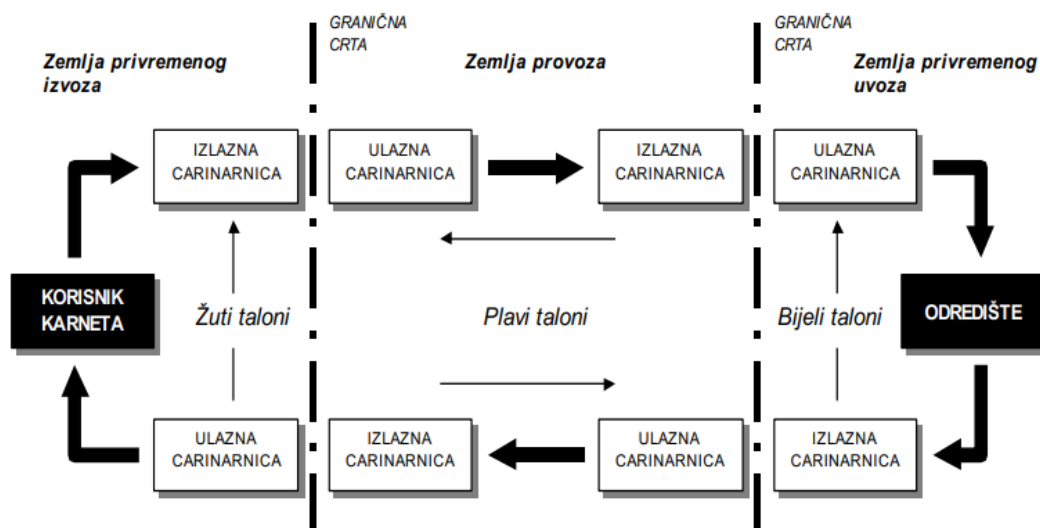 GRANIČNA
CRTA
GRANIČNA
CRTA
Zemlja privremenog
izvoza
Zemlja provoza
Zemlja privremenog
uvoza
IZLAZNA
CARINARNICA
ULAZNA
CARINARNICA
IZLAZNA
CARINARNICA
ULAZNA
CARINARNICA
KORISNIK
KARNETA
Žuti taloni
Plavi taloni
Bijeli taloni
ODREDIŠTE
ULAZNA
CARINARNICA
IZLAZNA
CARINARNICA
ULAZNA
CARINARNICA
IZLAZNA
CARINARNICA